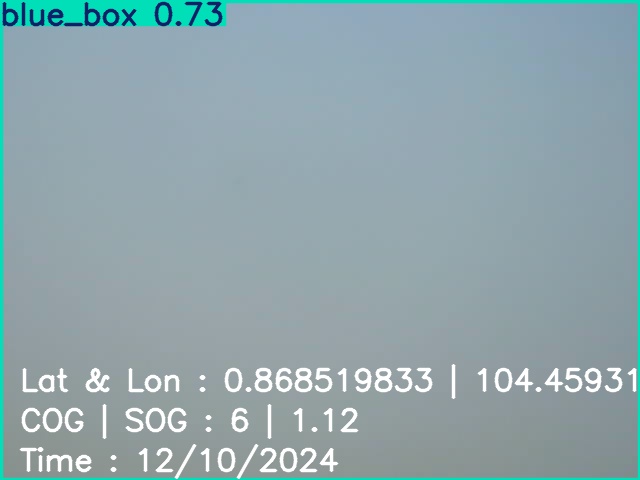 blue_box 0.73
Lat & Lon : 0.868519833 | 104.45931
COG | SOG : 6 | 1.12
Time : 12/10/2024